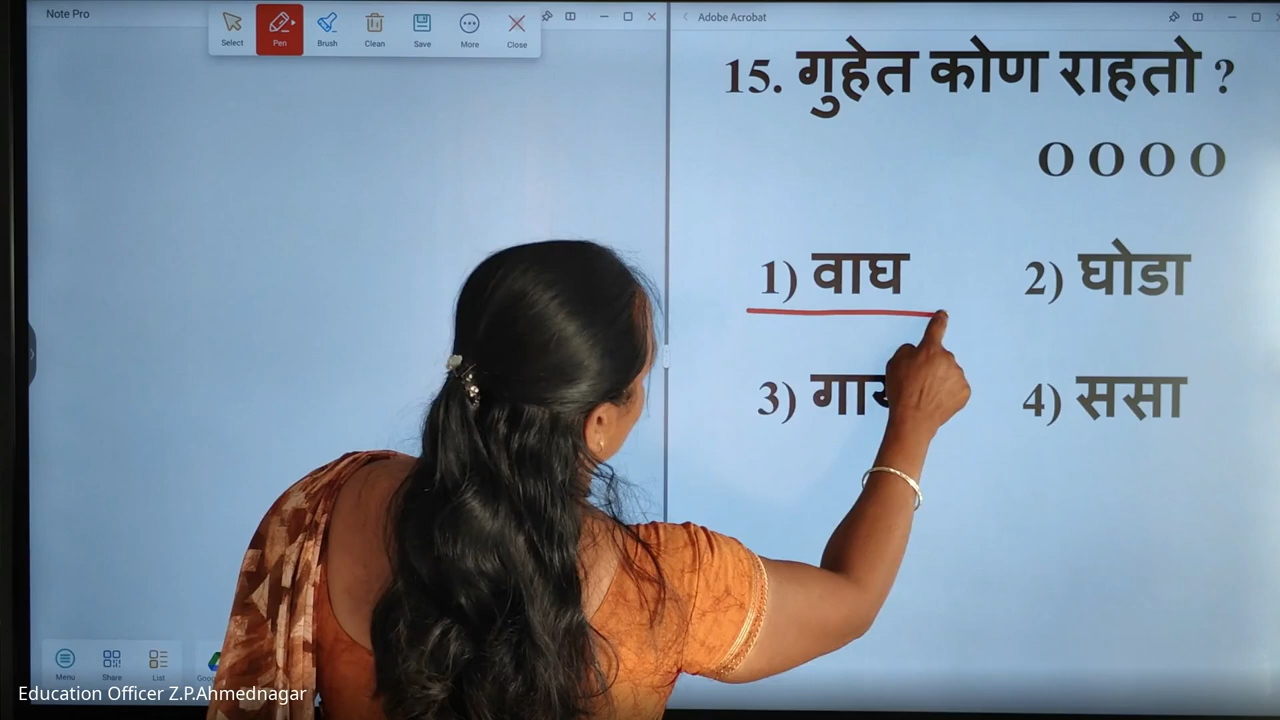 Note Pro
Select
Pen
Brush
Clean
Save
More
Close
Adobe Acrobat
15. गुहेत कोण राहतो ?
O O O O
1) वाघ
2) घोडा
3)
4) ससा
Menu
Share
List
Education Officer Z.P.Ahmednagar